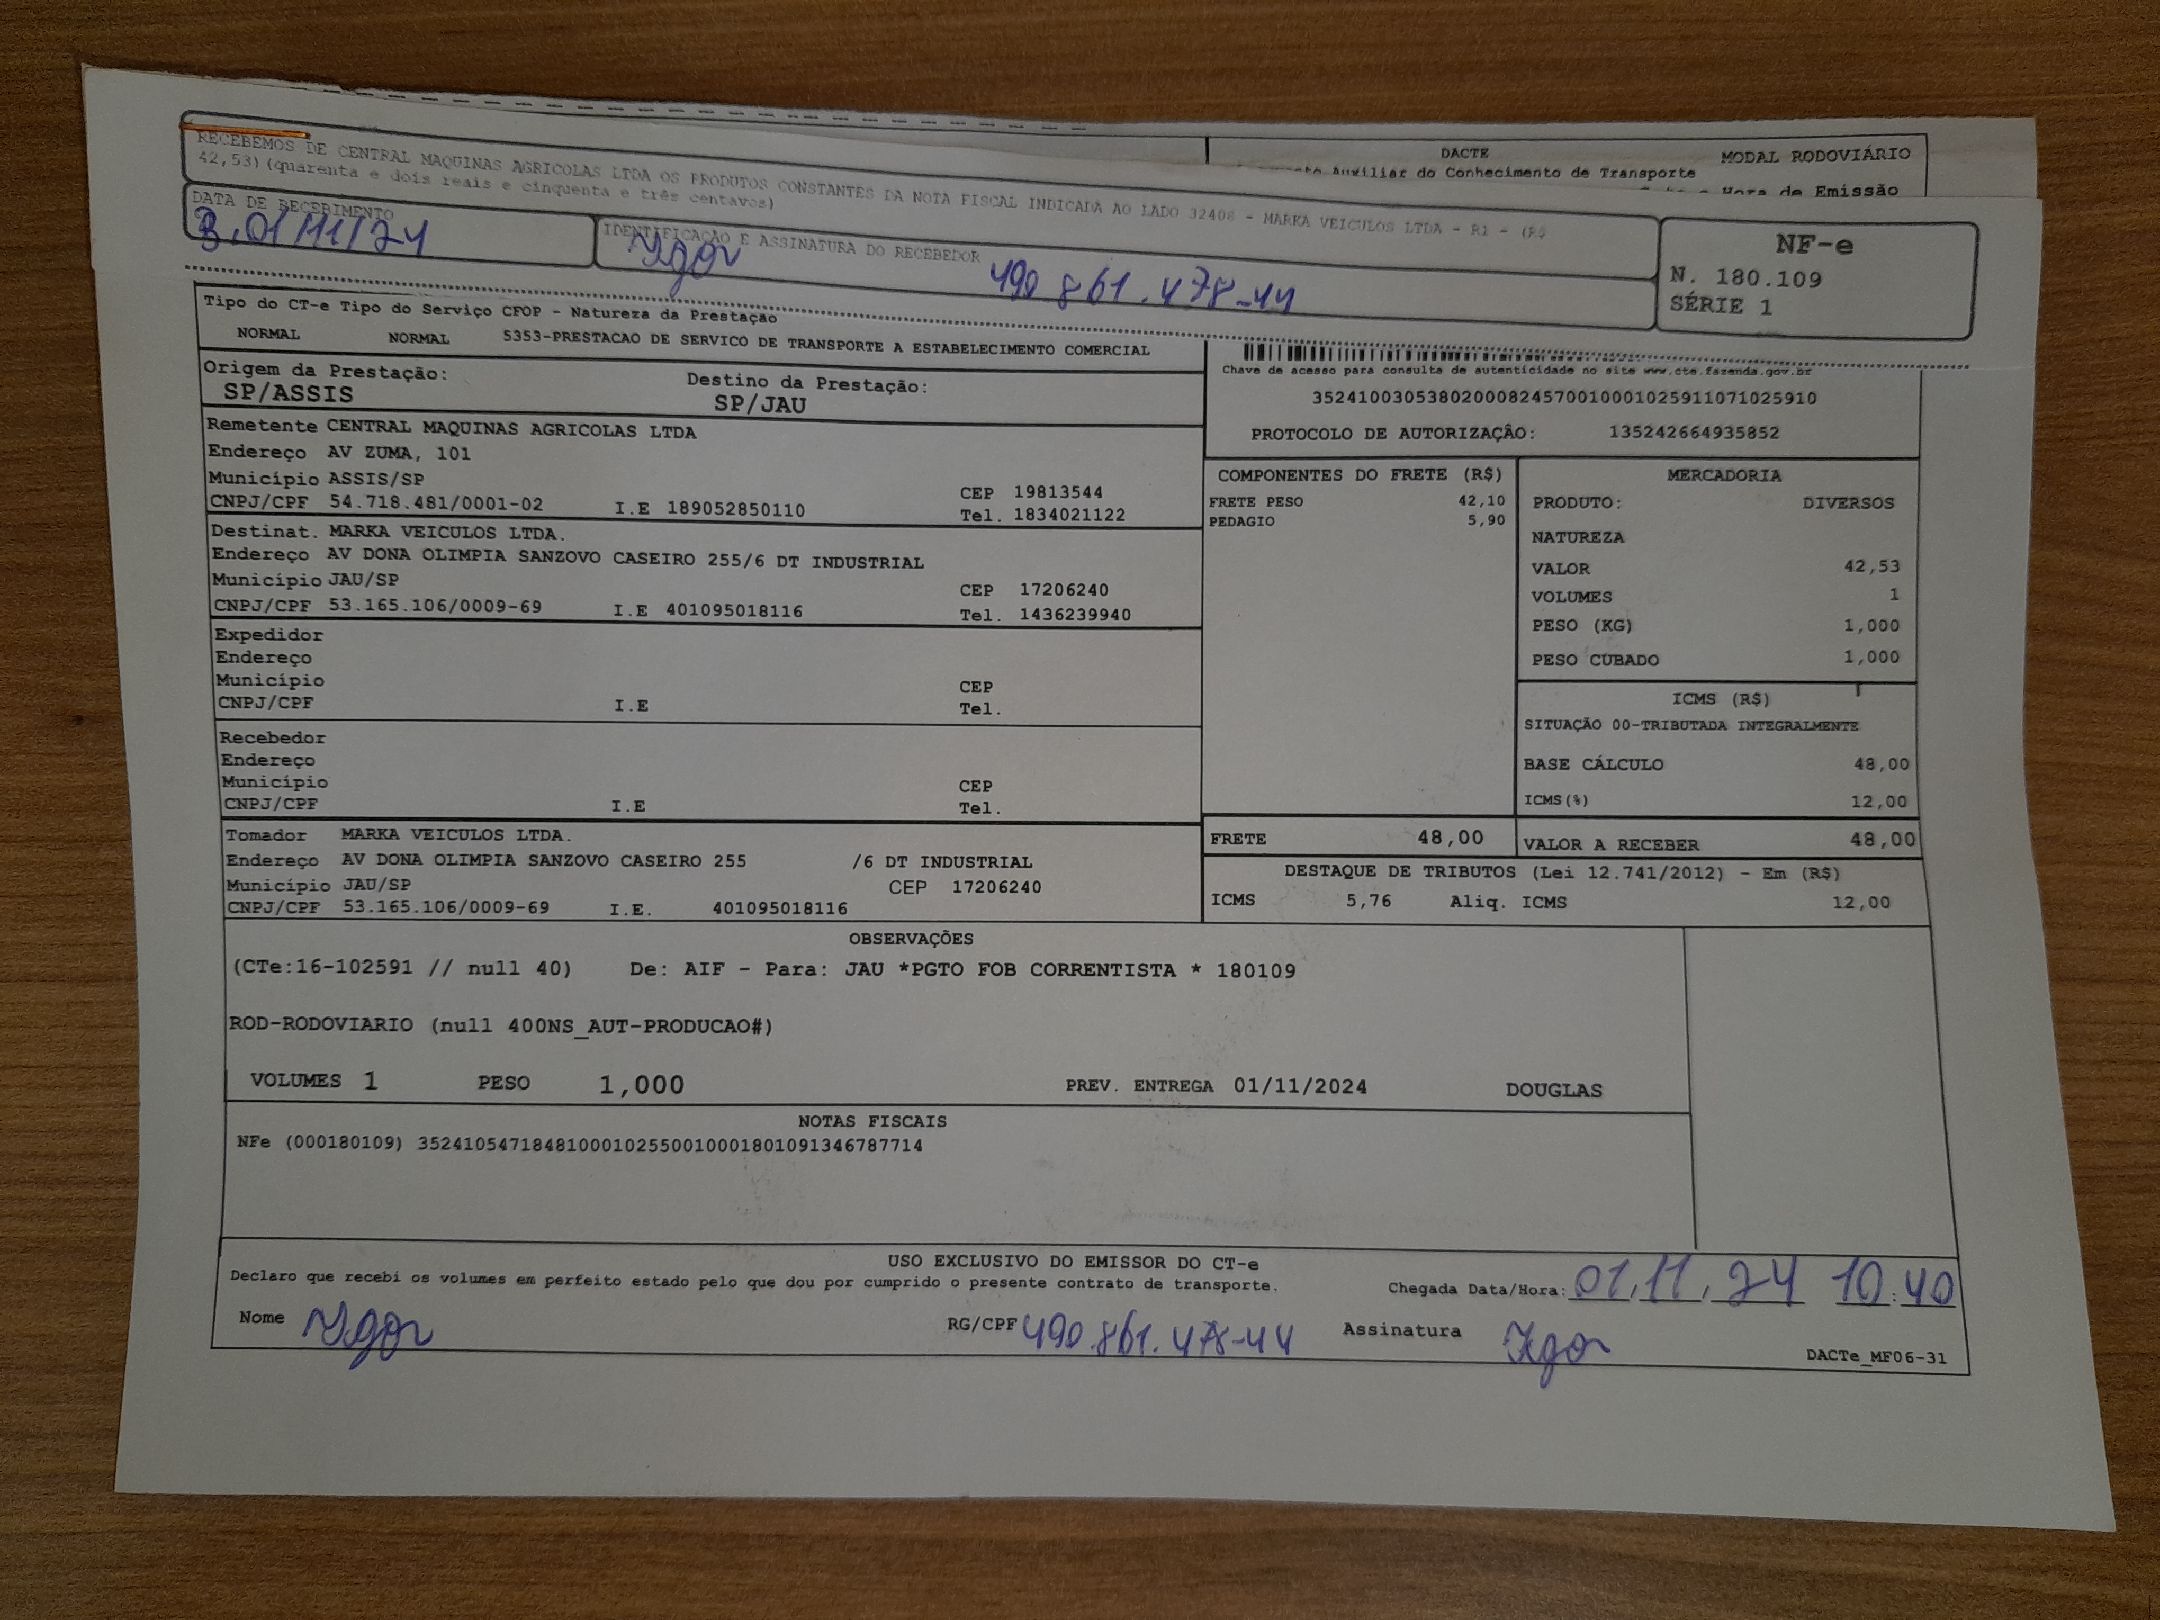 DACTE
MODAL RODOVIÁRIO
Auxiliar do Conhecimento de Transporte
Hora de Emissão
RECEBEMOS DE CENTRAL MAQUINAS AGRICOLAS LTDA OS PRODUTOS CONSTANTES DA NOTA FISCAL INDICADA AO LADO 32408 - MARKA VEICULOS LTDA - R1 - (R$
42,53) (quarenta e dois reais e cinquenta e três centavos)
DATA DE RECEBIMENTO
01/11/24
IDENTIFICAÇÃO E ASSINATURA DO RECEBEDOR
Igor 490 861.478-44
NF-e
N. 180.109
SÉRIE 1
Tipo do CT-e Tipo do Serviço CFOP - Natureza da Prestação
NORMAL NORMAL 5353-PRESTACAO DE SERVICO DE TRANSPORTE A ESTABELECIMENTO COMERCIAL
Origem da Prestação: Destino da Prestação:
SP/ASSIS SP/JAU
Chave de acesso para consulta de autenticidade no site www.cte.fazenda.gov.br
35241003053802000824570010001025911071025910
PROTOCOLO DE AUTORIZAÇÂO: 135242664935852
Remetente CENTRAL MAQUINAS AGRICOLAS LTDA
Endereço AV ZUMA, 101
Município ASSIS/SP CEP 19813544
CNPJ/CPF 54.718.481/0001-02 I.E 189052850110 Tel. 1834021122
Destinat. MARKA VEICULOS LTDA.
Endereço AV DONA OLIMPIA SANZOVO CASEIRO 255/6 DT INDUSTRIAL
Município JAU/SP CEP 17206240
CNPJ/CPF 53.165.106/0009-69 I.E 401095018116 Tel. 1436239940
Expedidor
Endereço
Município CEP
CNPJ/CPF I.E Tel.
Recebedor
Endereço
Município CEP
CNPJ/CPF I.E Tel.
Tomador MARKA VEICULOS LTDA.
Endereço AV DONA OLIMPIA SANZOVO CASEIRO 255 /6 DT INDUSTRIAL
Município JAU/SP CEP 17206240
CNPJ/CPF 53.165.106/0009-69 I.E. 401095018116
COMPONENTES DO FRETE (R$)
FRETE PESO 42,10
PEDAGIO 5,90
MERCADORIA
PRODUTO: DIVERSOS
NATUREZA
VALOR 42,53
VOLUMES 1
PESO (KG) 1,000
PESO CUBADO 1,000
ICMS (R$)
SITUAÇÃO 00-TRIBUTADA INTEGRALMENTE
BASE CÁLCULO 48,00
ICMS(%) 12,00
FRETE 48,00 VALOR A RECEBER 48,00
DESTAQUE DE TRIBUTOS (Lei 12.741/2012) - Em (R$)
ICMS 5,76 Aliq. ICMS 12,00
OBSERVAÇÕES
(CTe:16-102591 // null 40) De: AIF - Para: JAU *PGTO FOB CORRENTISTA * 180109
ROD-RODOVIARIO (null 400NS_AUT-PRODUCAO#)
VOLUMES 1 PESO 1,000 PREV. ENTREGA 01/11/2024 DOUGLAS
NOTAS FISCAIS
NFe (000180109) 35241054718481000102550010001801091346787714
USO EXCLUSIVO DO EMISSOR DO CT-e
Declaro que recebi os volumes em perfeito estado pelo que dou por cumprido o presente contrato de transporte. Chegada Data/Hora: 01.11.24 10:40
Nome Igor RG/CPF 490.861.478-44 Assinatura Igor
DACTe_MF06-31